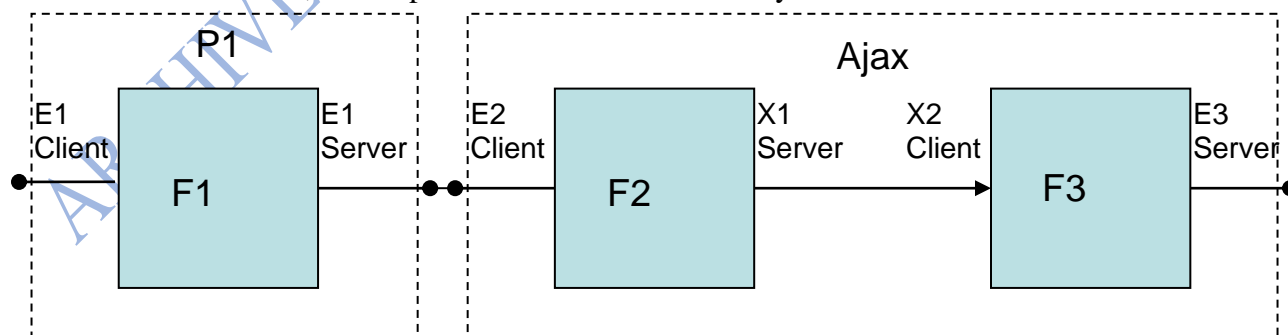 P1
Ajax
E1
Client
F1
E1
Server
E2
Client
F2
X1
Server
X2
Client
F3
E3
Server